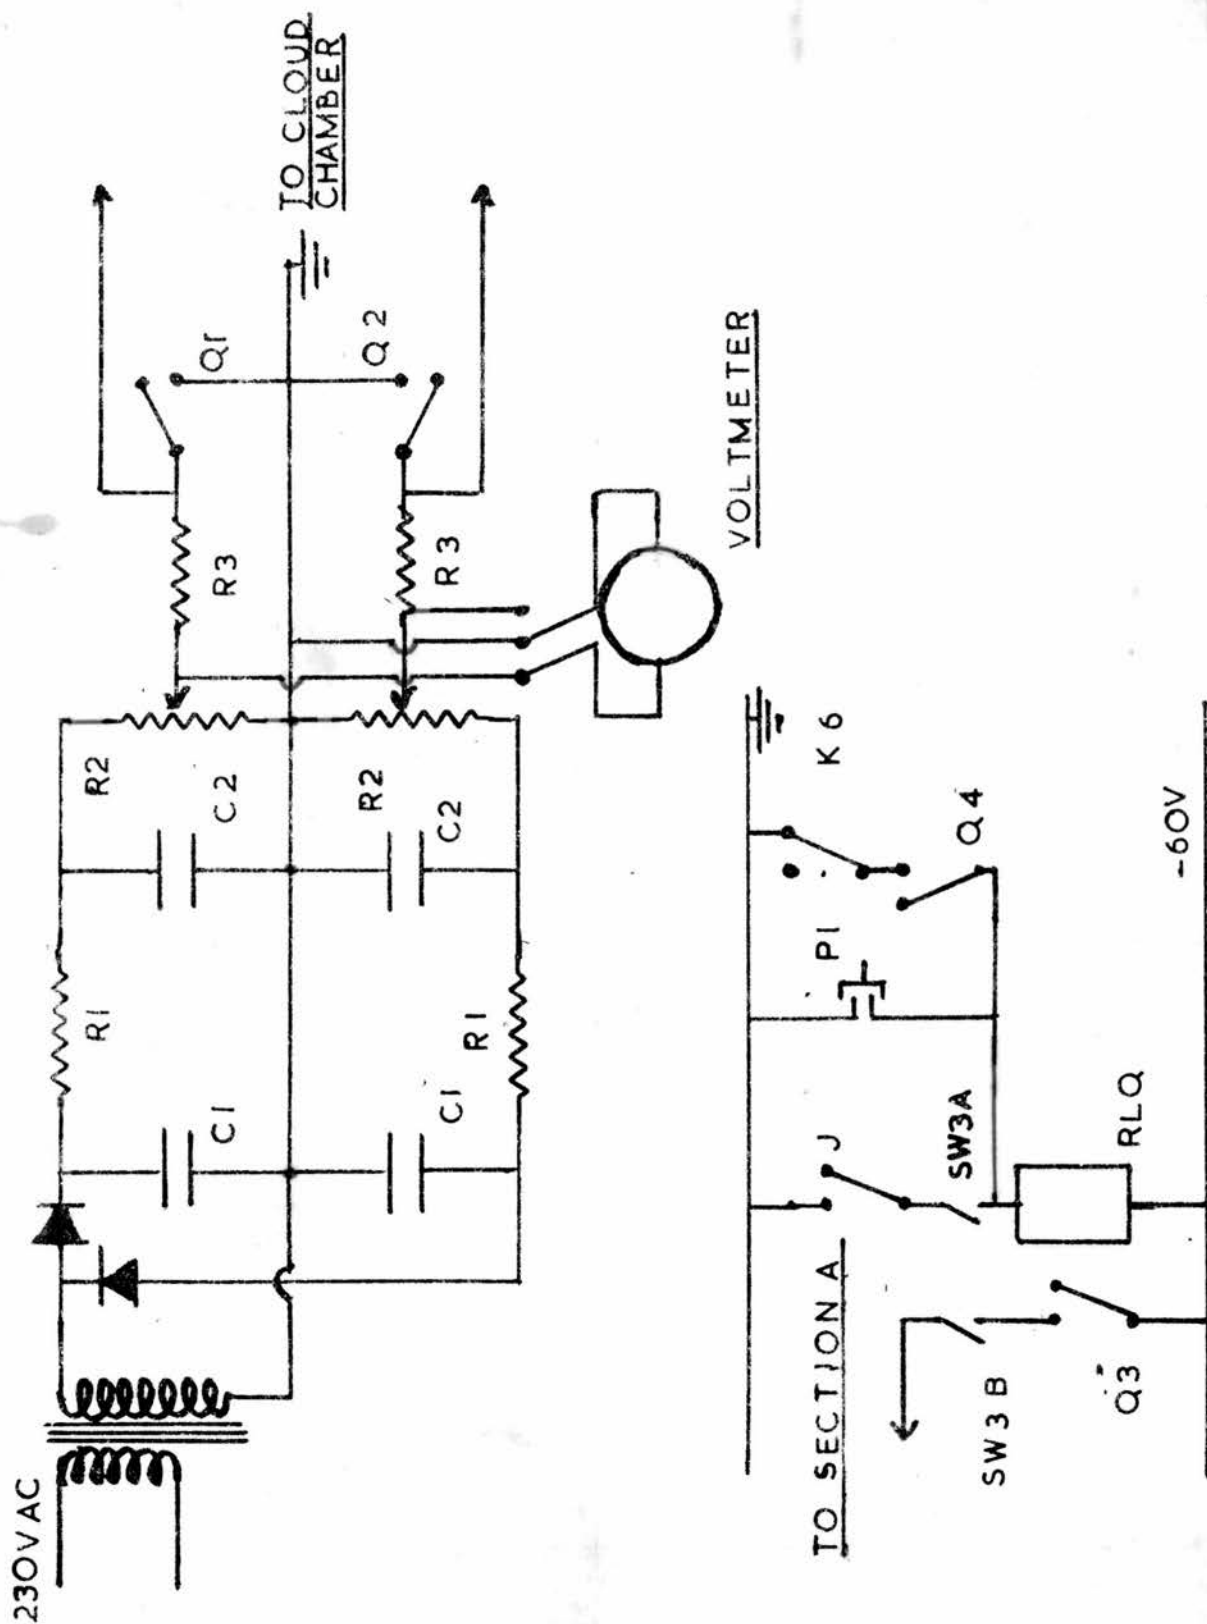 230V AC
R1
R2
R3
Q1
TO CLOUD
CHAMBER
C1
C2
C1
R2
Q2
R1
C2
R3
VOLTMETER
TO SECTION A
J
P1
K6
SW3A
Q4
SW3B
Q3
RLQ
-60V